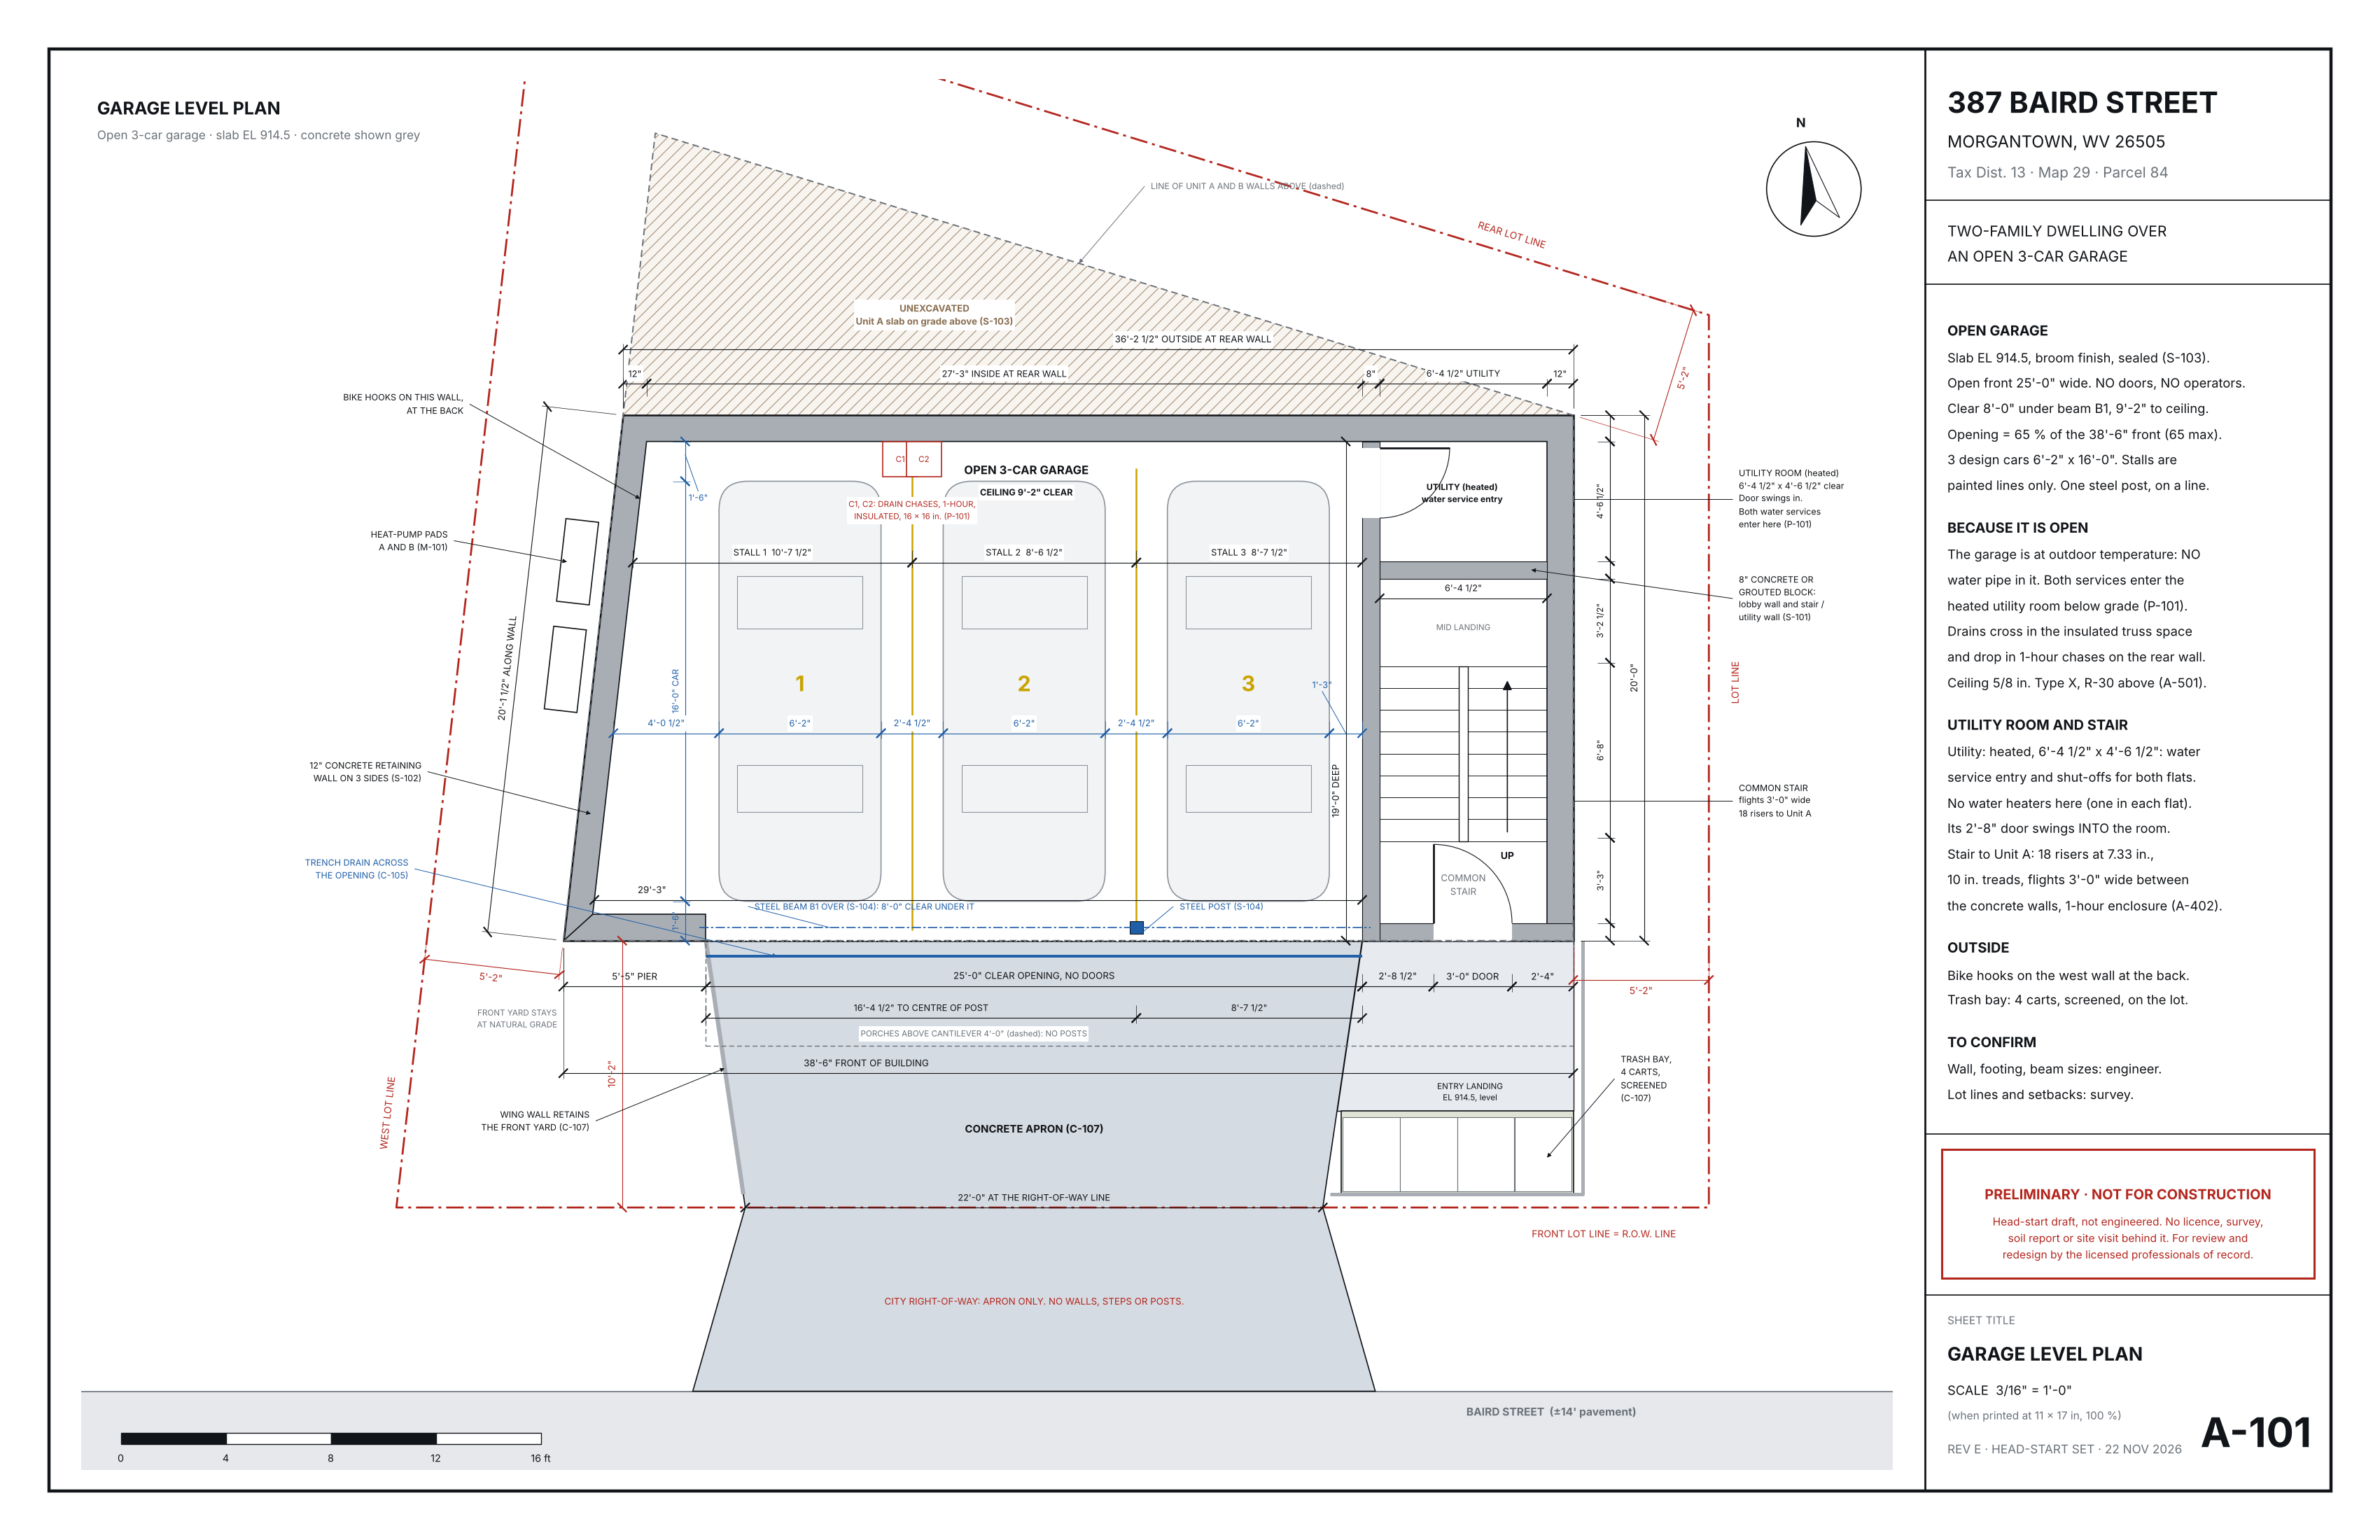 GARAGE LEVEL PLAN
Open 3-car garage · slab EL 914.5 · concrete shown grey
N
LINE OF UNIT A AND B WALLS ABOVE (dashed)
REAR LOT LINE
UNEXCAVATED
Unit A slab on grade above (S-103)
36'-2 1/2" OUTSIDE AT REAR WALL
12"
27'-3" INSIDE AT REAR WALL
8"
6'-4 1/2" UTILITY
12"
5'-2"
BIKE HOOKS ON THIS WALL,
AT THE BACK
HEAT-PUMP PADS
A AND B (M-101)
20'-1 1/2" ALONG WALL
12" CONCRETE RETAINING
WALL ON 3 SIDES (S-102)
TRENCH DRAIN ACROSS
THE OPENING (C-105)
C1
C2
OPEN 3-CAR GARAGE
CEILING 9'-2" CLEAR
1'-6"
C1, C2: DRAIN CHASES, 1-HOUR,
INSULATED, 16 × 16 in. (P-101)
STALL 1 10'-7 1/2"
STALL 2 8'-6 1/2"
STALL 3 8'-7 1/2"
16'-0" CAR
1
2
3
1'-3"
4'-0 1/2"
6'-2"
2'-4 1/2"
6'-2"
2'-4 1/2"
6'-2"
19'-0" DEEP
29'-3"
1'-6"
STEEL BEAM B1 OVER (S-104): 8'-0" CLEAR UNDER IT
STEEL POST (S-104)
UTILITY (heated)
water service entry
6'-4 1/2"
MID LANDING
UP
COMMON
STAIR
4'-6 1/2"
3'-2 1/2"
6'-8"
3'-3"
20'-0"
LOT LINE
UTILITY ROOM (heated)
6'-4 1/2" x 4'-6 1/2" clear
Door swings in.
Both water services
enter here (P-101)
8" CONCRETE OR
GROUTED BLOCK:
lobby wall and stair /
utility wall (S-101)
COMMON STAIR
flights 3'-0" wide
18 risers to Unit A
5'-2"
5'-5" PIER
25'-0" CLEAR OPENING, NO DOORS
2'-8 1/2"
3'-0" DOOR
2'-4"
5'-2"
FRONT YARD STAYS
AT NATURAL GRADE
16'-4 1/2" TO CENTRE OF POST
8'-7 1/2"
PORCHES ABOVE CANTILEVER 4'-0" (dashed): NO POSTS
38'-6" FRONT OF BUILDING
10'-2"
WEST LOT LINE
WING WALL RETAINS
THE FRONT YARD (C-107)
ENTRY LANDING
EL 914.5, level
TRASH BAY,
4 CARTS,
SCREENED
(C-107)
CONCRETE APRON (C-107)
22'-0" AT THE RIGHT-OF-WAY LINE
FRONT LOT LINE = R.O.W. LINE
CITY RIGHT-OF-WAY: APRON ONLY. NO WALLS, STEPS OR POSTS.
BAIRD STREET (±14' pavement)
0
4
8
12
16 ft
387 BAIRD STREET
MORGANTOWN, WV 26505
Tax Dist. 13 · Map 29 · Parcel 84
TWO-FAMILY DWELLING OVER
AN OPEN 3-CAR GARAGE
OPEN GARAGE
Slab EL 914.5, broom finish, sealed (S-103).
Open front 25'-0" wide. NO doors, NO operators.
Clear 8'-0" under beam B1, 9'-2" to ceiling.
Opening = 65 % of the 38'-6" front (65 max).
3 design cars 6'-2" x 16'-0". Stalls are
painted lines only. One steel post, on a line.
BECAUSE IT IS OPEN
The garage is at outdoor temperature: NO
water pipe in it. Both services enter the
heated utility room below grade (P-101).
Drains cross in the insulated truss space
and drop in 1-hour chases on the rear wall.
Ceiling 5/8 in. Type X, R-30 above (A-501).
UTILITY ROOM AND STAIR
Utility: heated, 6'-4 1/2" x 4'-6 1/2": water
service entry and shut-offs for both flats.
No water heaters here (one in each flat).
Its 2'-8" door swings INTO the room.
Stair to Unit A: 18 risers at 7.33 in.,
10 in. treads, flights 3'-0" wide between
the concrete walls, 1-hour enclosure (A-402).
OUTSIDE
Bike hooks on the west wall at the back.
Trash bay: 4 carts, screened, on the lot.
TO CONFIRM
Wall, footing, beam sizes: engineer.
Lot lines and setbacks: survey.
PRELIMINARY · NOT FOR CONSTRUCTION
Head-start draft, not engineered. No licence, survey,
soil report or site visit behind it. For review and
redesign by the licensed professionals of record.
SHEET TITLE
GARAGE LEVEL PLAN
SCALE 3/16" = 1'-0"
(when printed at 11 × 17 in, 100 %)
REV E · HEAD-START SET · 22 NOV 2026
A-101